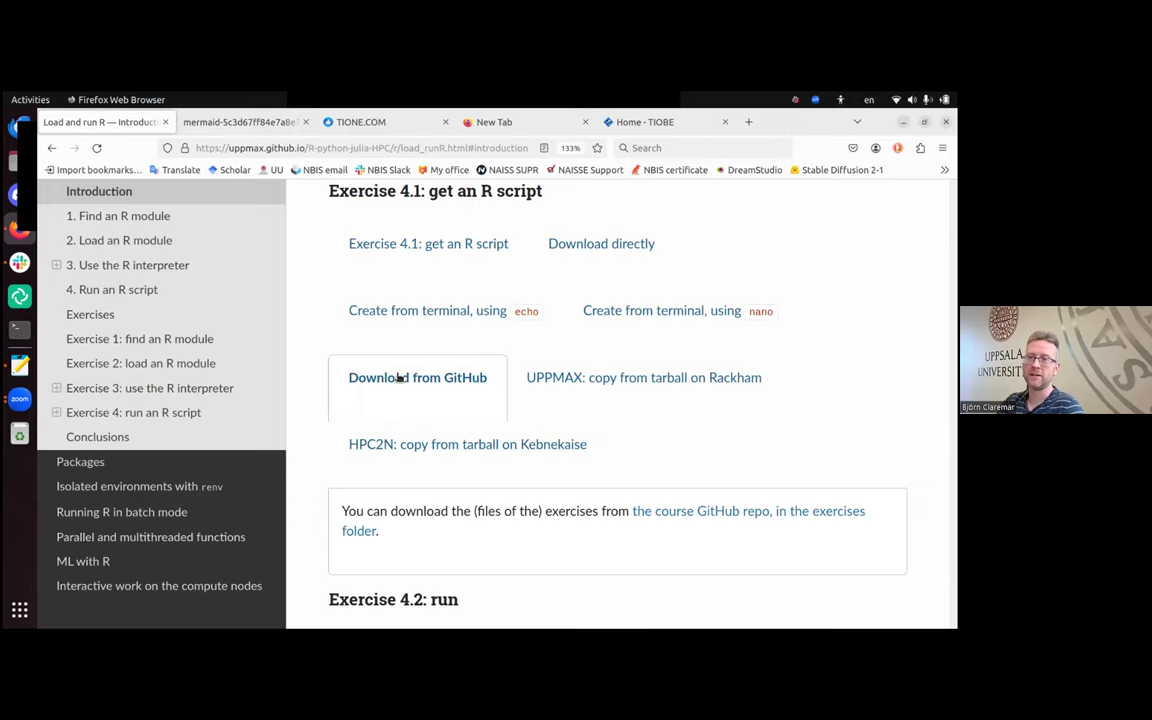 Activities Firefox Web Browser en
Load and run R — Introduct: mermaid-5c3d67ff84e7a8e7 TIONE.COM New Tab Home - TIOBE
https://uppmax.github.io/R-python-julia-HPC/r/load_runR.html#introduction 133% Search
Import bookmarks... Translate Scholar UU NBIS email NBIS Slack My office NAISS SUPR NAISSE Support NBIS certificate DreamStudio Stable Diffusion 2-1
Introduction
1. Find an R module
2. Load an R module
3. Use the R interpreter
4. Run an R script
Exercises
Exercise 1: find an R module
Exercise 2: load an R module
Exercise 3: use the R interpreter
Exercise 4: run an R script
Conclusions
Packages
Isolated environments with renv
Running R in batch mode
Parallel and multithreaded functions
ML with R
Interactive work on the compute nodes
Exercise 4.1: get an R script
Exercise 4.1: get an R script Download directly
Create from terminal, using echo Create from terminal, using nano
Download from GitHub UPPMAX: copy from tarball on Rackham
HPC2N: copy from tarball on Kebnekaise
You can download the (files of the) exercises from the course GitHub repo, in the exercises
folder.
Exercise 4.2: run
zoom
UPPSALA
UNIVERSITE
Björn Claremar